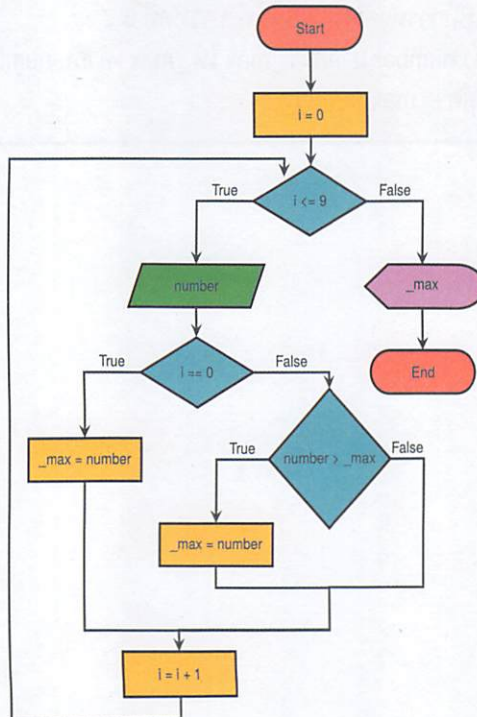 Start
i = 0
True
i <= 9
False
number
_max
True
i == 0
False
End
_max = number
True
number > _max
False
_max = number
i = i + 1